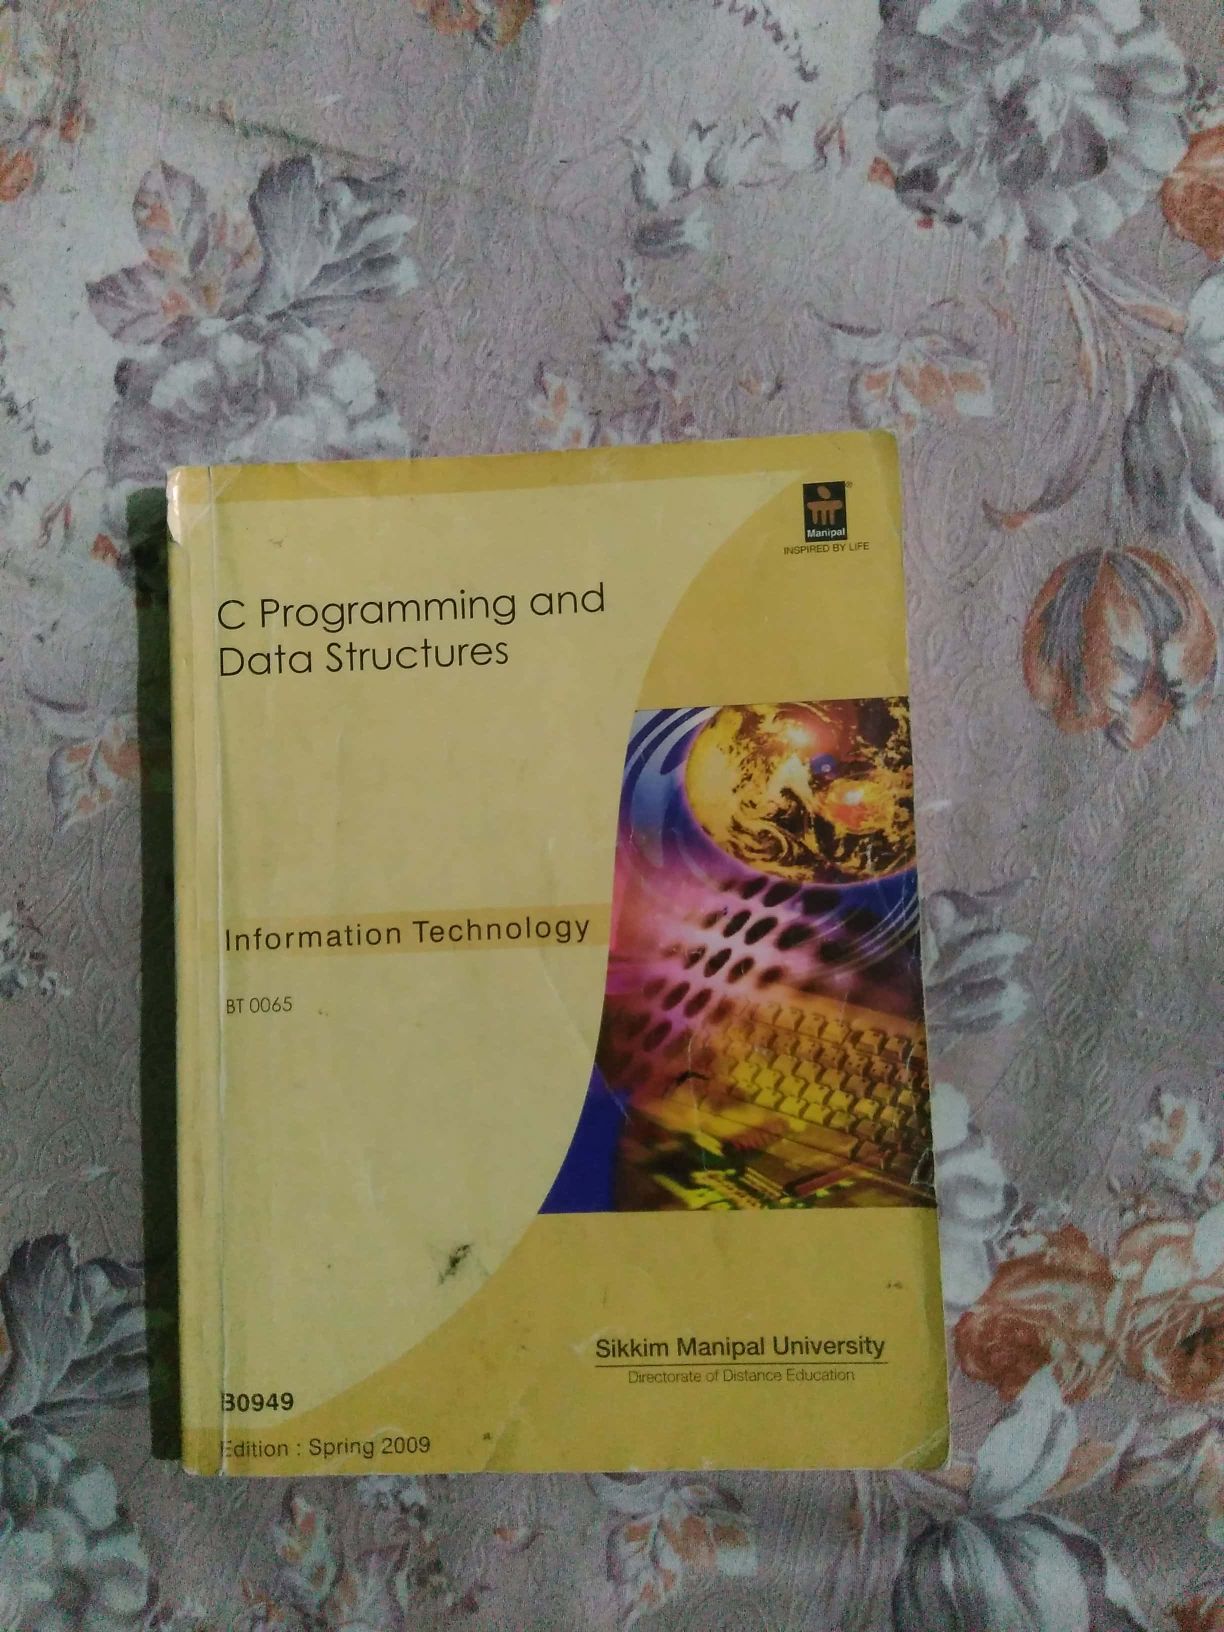 Manipal
INSPIRED BY LIFE
C Programming and
Data Structures
Information Technology
BT 0065
Sikkim Manipal University
Directorate of Distance Education
B0949
Edition : Spring 2009